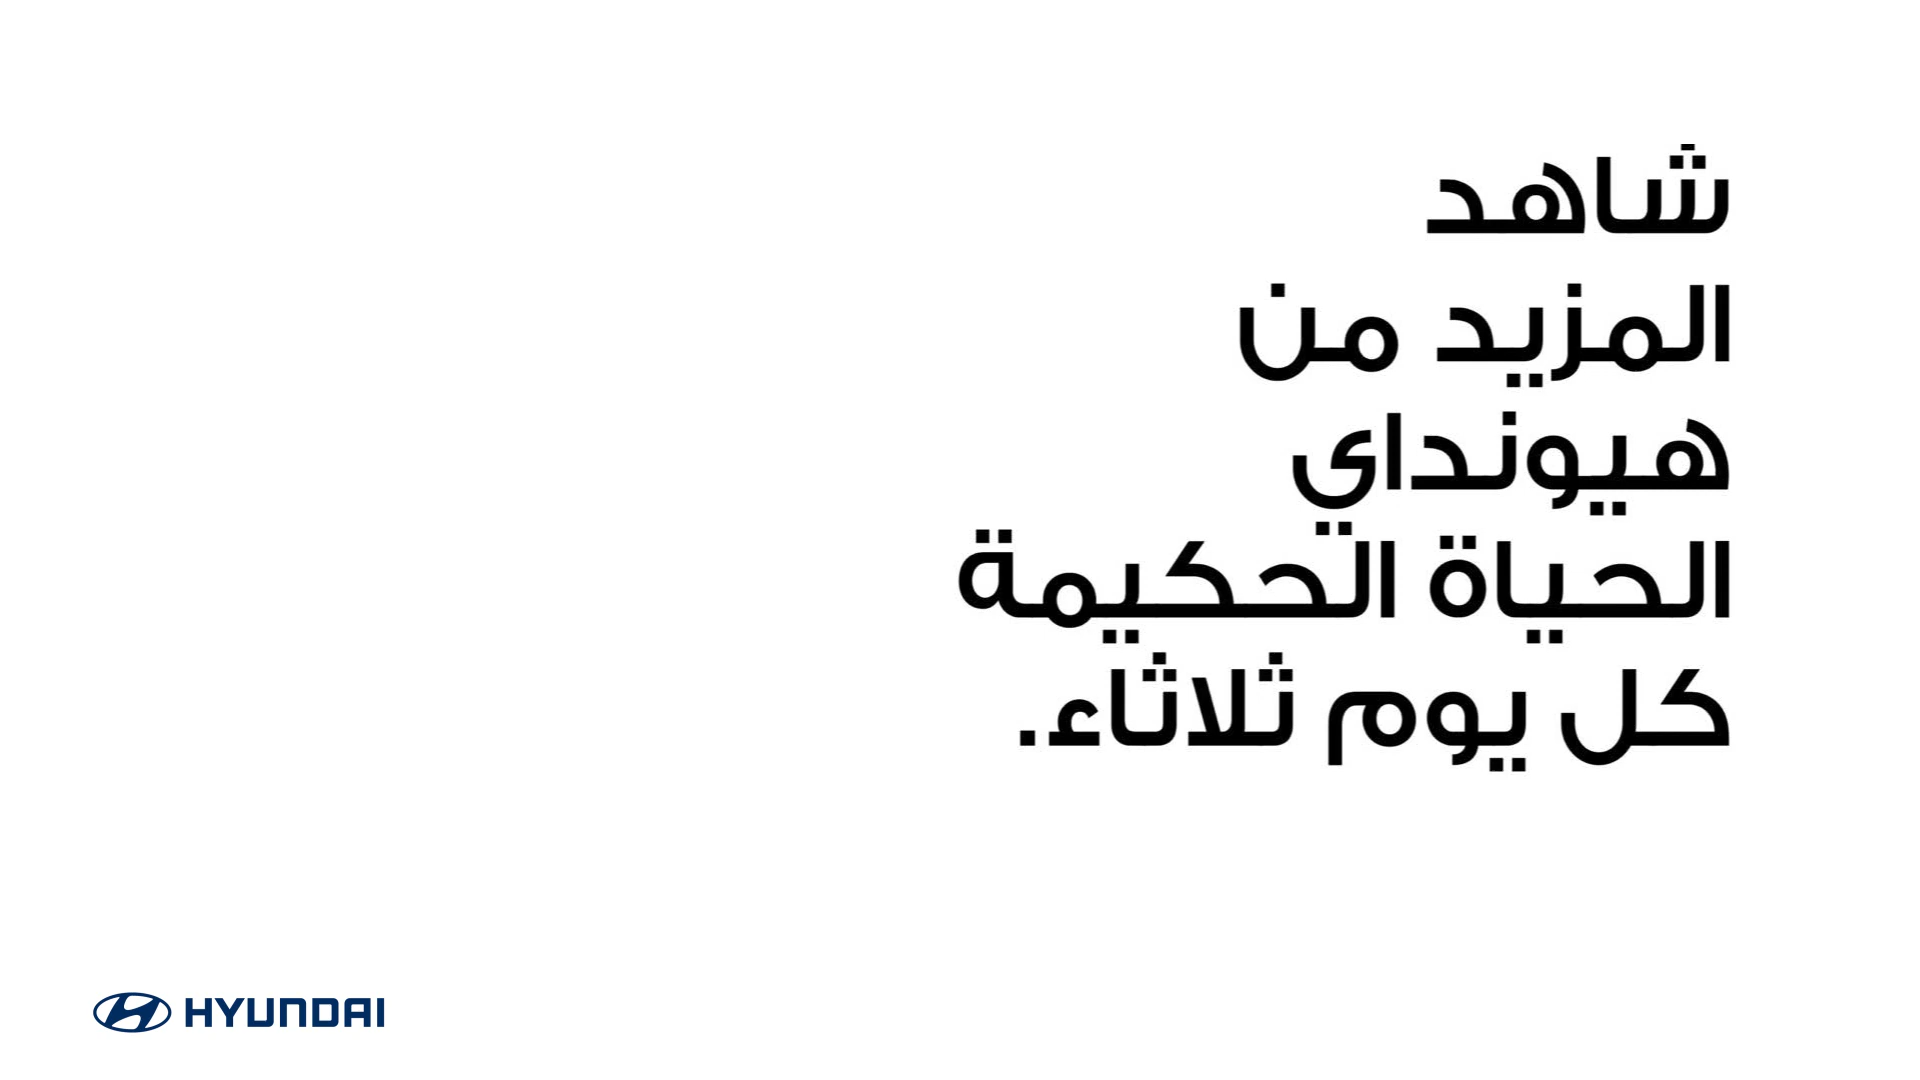 شاهد
المزيد من
هيونداي
الحياة الحكيمة
كل يوم ثلاثاء.
HYUNDAI